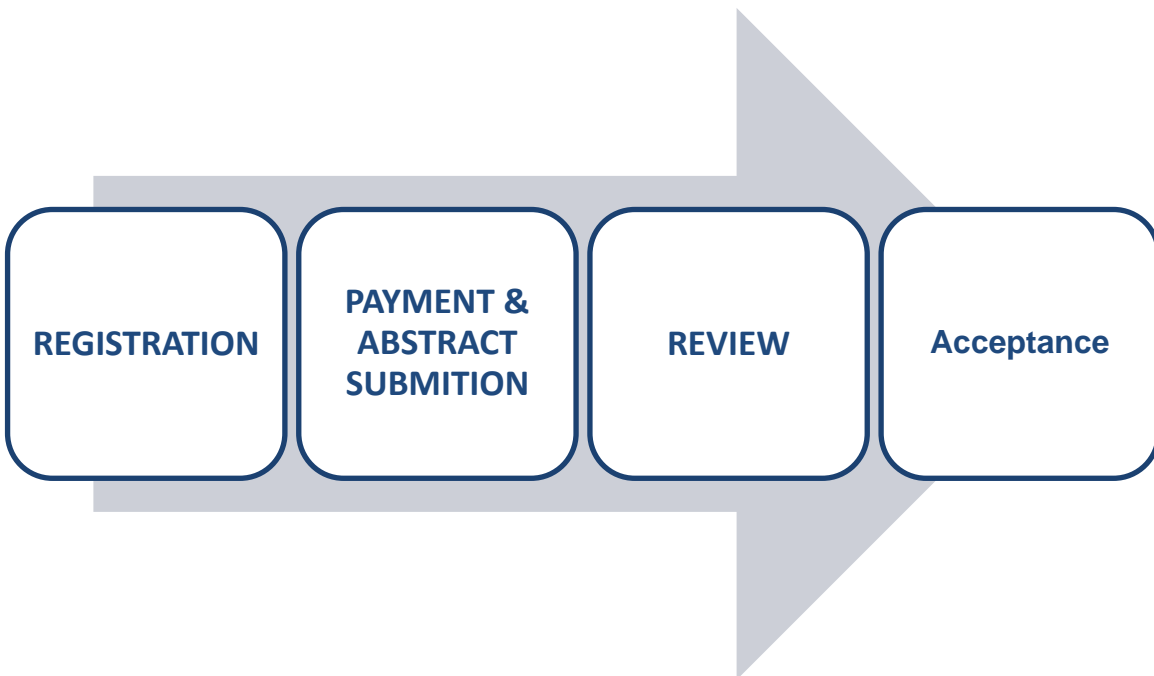 REGISTRATION
PAYMENT &
ABSTRACT
SUBMITION
REVIEW
Acceptance